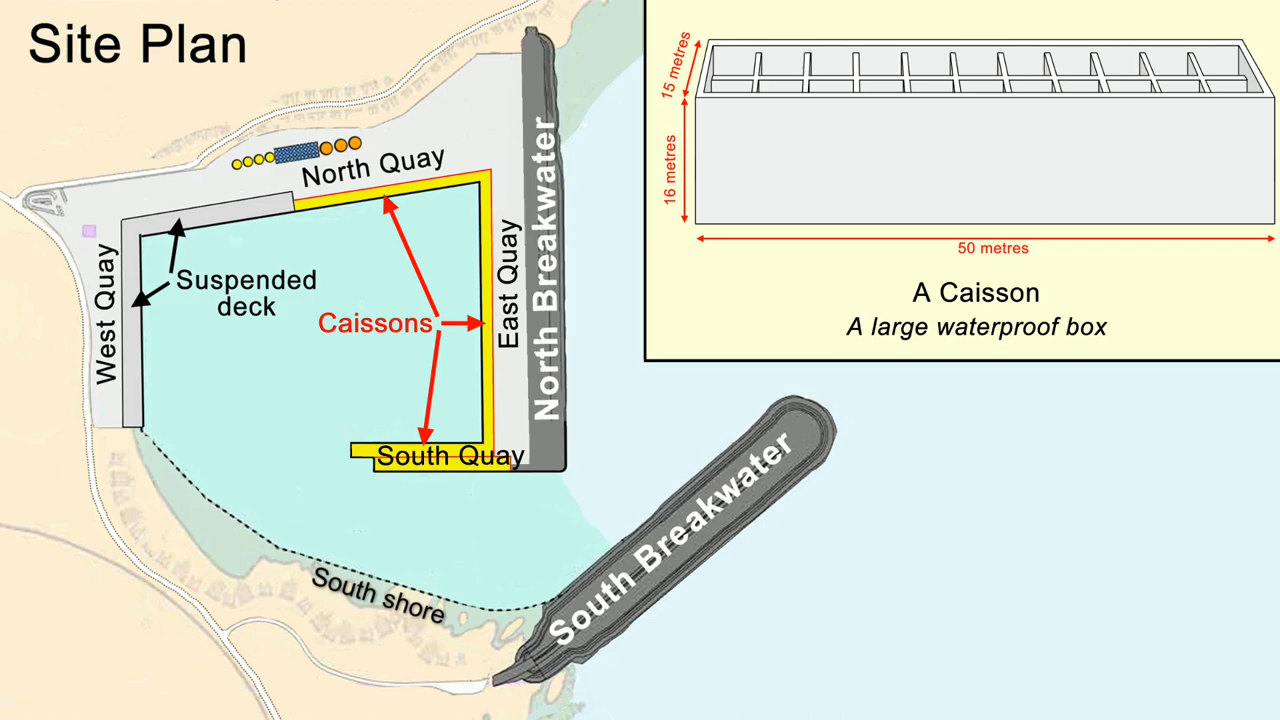 Site Plan
North Quay
West Quay
Suspended
deck
Caissons
East Quay
North Breakwater
South Quay
South shore
South Breakwater
15 metres
16 metres
50 metres
A Caisson
A large waterproof box